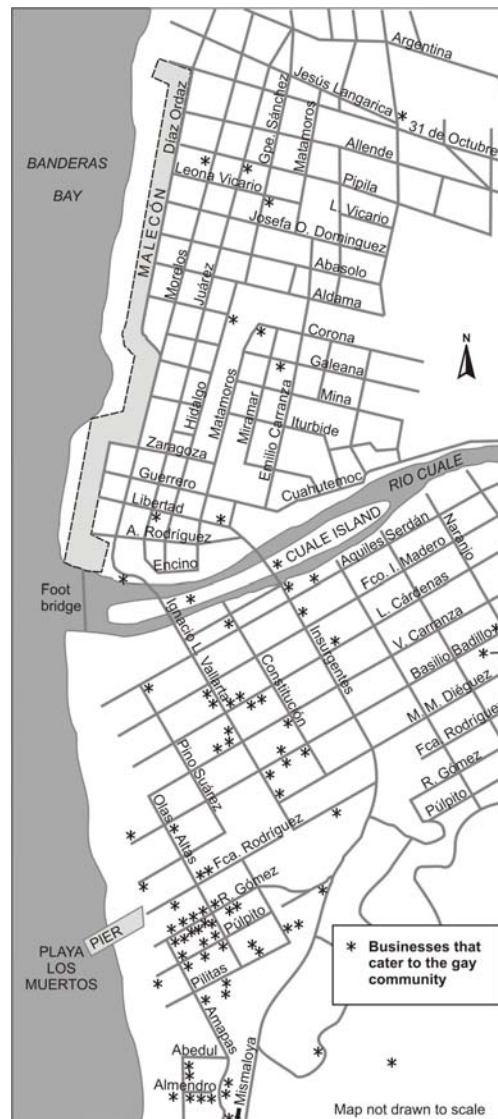 Argentina
Jesús Langarica
31 de Octubre
Díaz Ordaz
Gpe. Sánchez
Matamoros
Allende
BANDERAS
BAY
Leona Vicario
Pipila
L. Vicario
MALECÓN
Josefa O. Dominguez
Abasolo
Morelos
Juárez
Aldama
Corona
N
Galeana
Hidalgo
Matamoros
Miramar
Emilio Carranza
Mina
Iturbide
Zaragoza
Guerrero
Cuahutemoc
RIO CUALE
Libertad
A. Rodríguez
CUALE ISLAND
Encino
Aquiles Serdán
Naranjo
Foot
bridge
Fco. I. Madero
L. Cárdenas
Ignacio L. Vallarta
Constitución
Insurgentes
V. Carranza
Basilio Badillo
M. M. Diéguez
Pino Suárez
Fca. Rodríguez
R. Gómez
Púlpito
Olas Altas
Fca. Rodríguez
R. Gómez
Púlpito
PIER
PLAYA
LOS
MUERTOS
Pilitas
* Businesses that
cater to the gay
community
Amapas
Abedul
Mismaloya
Almendro
Map not drawn to scale